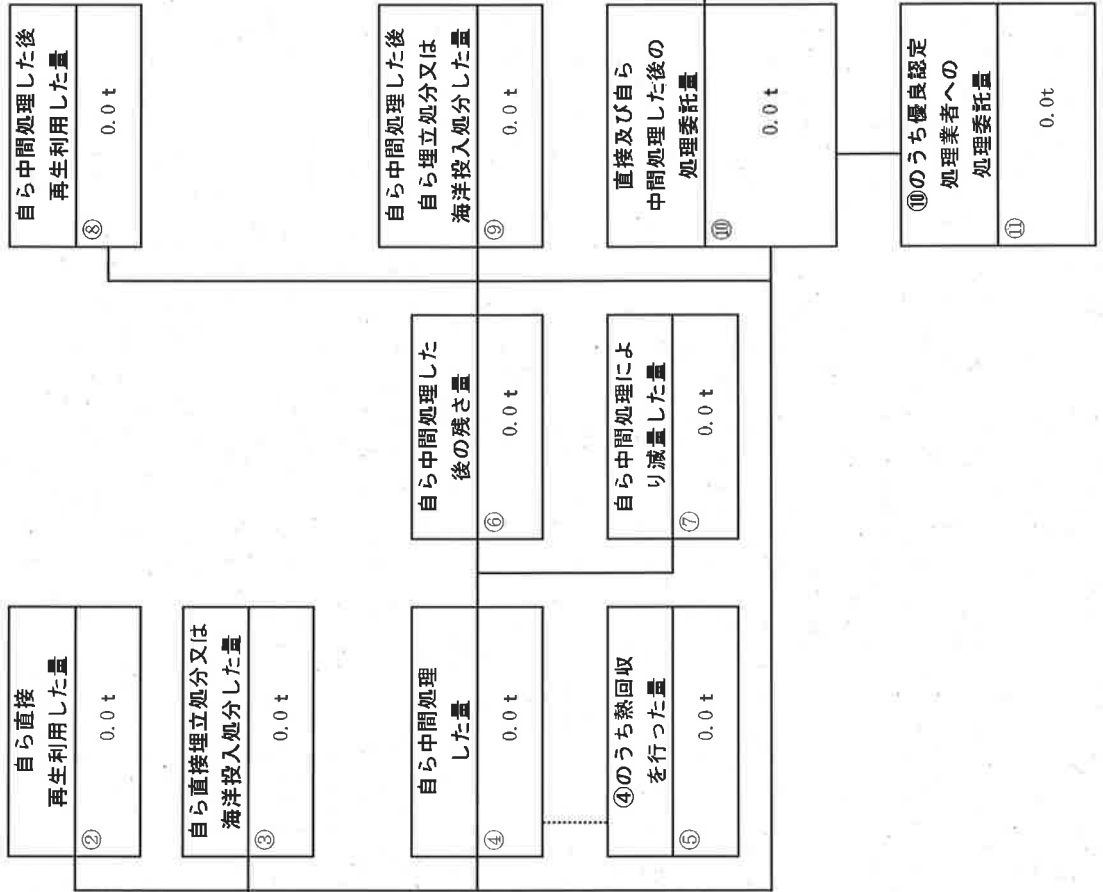 自ら直接
再生利用した量
②
0.0 t
自ら直接埋立処分又は
海洋投入処分した量
③
0.0 t
自ら中間処理
した量
④
0.0 t
④のうち熱回収
を行った量
⑤
0.0 t
自ら中間処理した
後の残さ量
⑥
0.0 t
自ら中間処理によ
り減量した量
⑦
0.0 t
自ら中間処理した後
再生利用した量
⑧
0.0 t
自ら中間処理した後
自ら埋立処分又は
海洋投入処分した量
⑨
0.0 t
直接及び自ら
中間処理した後の
処理委託量
⑩
0.0 t
⑩のうち優良認定
処理業者への
処理委託量
⑪
0.0t